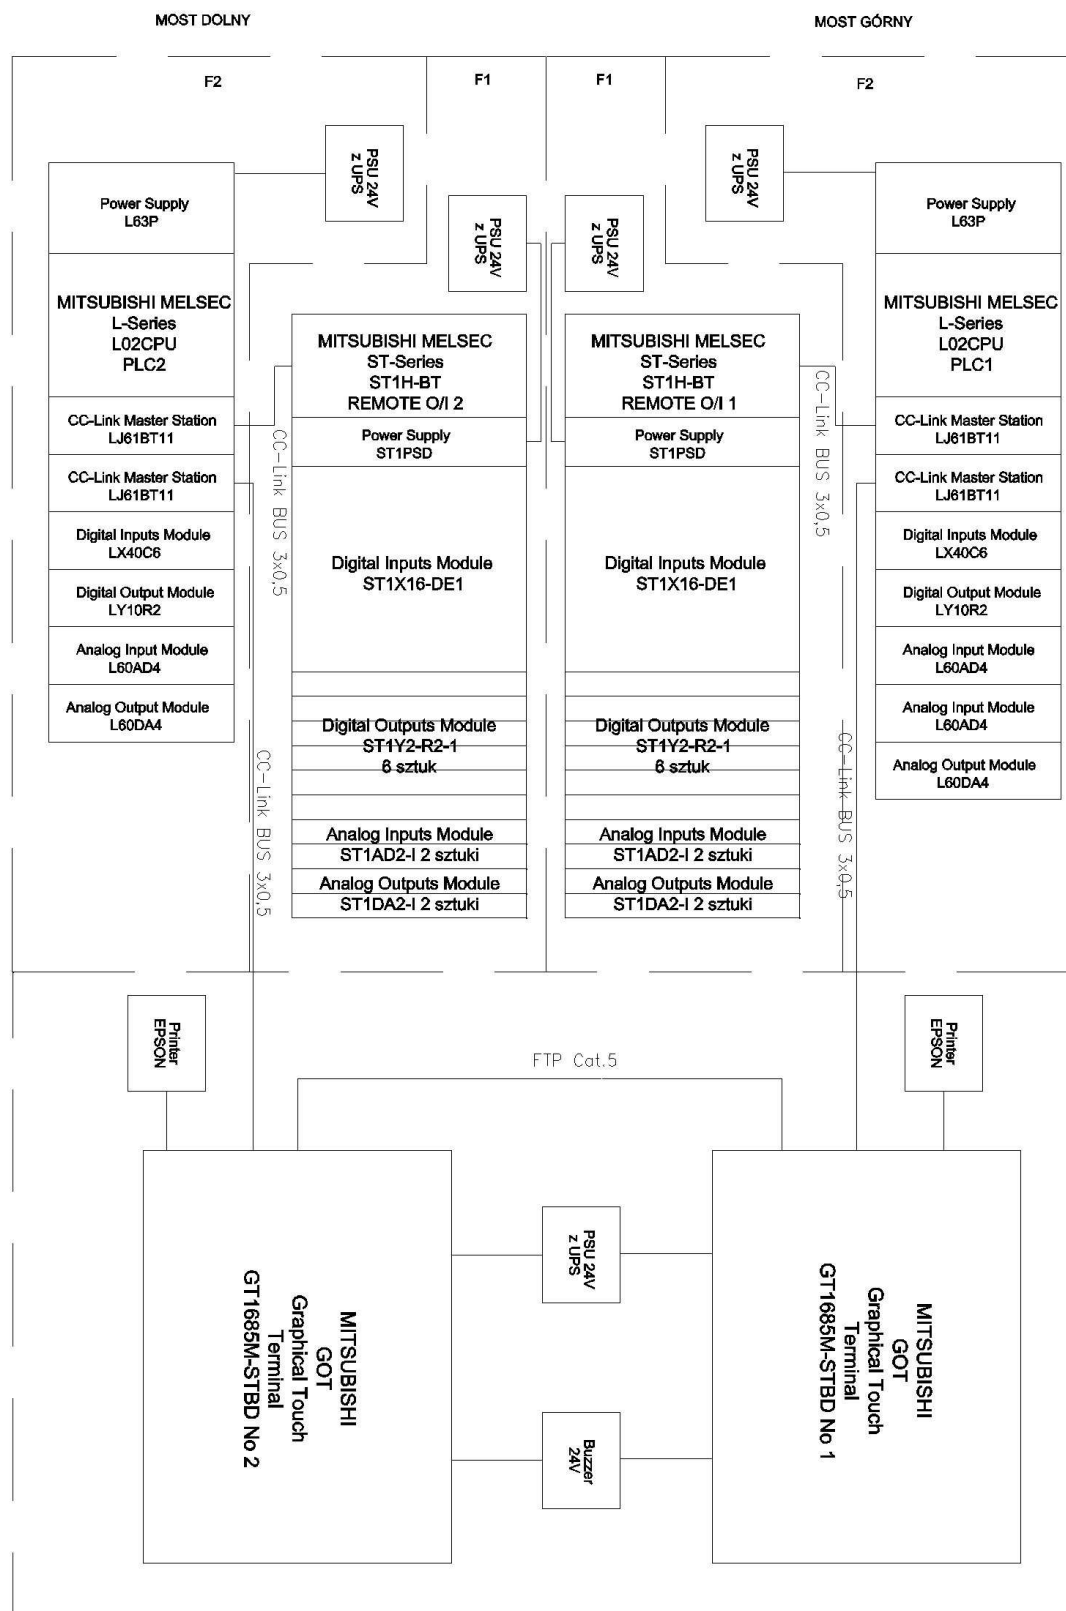 MOST DOLNY
MOST GÓRNY
F2
F1
F1
F2
PSU 24V
z UPS
PSU 24V
z UPS
PSU 24V
z UPS
PSU 24V
z UPS
Power Supply
L63P
MITSUBISHI MELSEC
L-Series
L02CPU
PLC2
CC-Link Master Station
LJ61BT11
CC-Link Master Station
LJ61BT11
Digital Inputs Module
LX40C6
Digital Output Module
LY10R2
Analog Input Module
L60AD4
Analog Output Module
L60DA4
CC-Link BUS 3x0,5
CC-Link BUS 3x0,5
MITSUBISHI MELSEC
ST-Series
ST1H-BT
REMOTE O/I 2
Power Supply
ST1PSD
Digital Inputs Module
ST1X16-DE1
Digital Outputs Module
ST1Y2-R2-1
6 sztuk
Analog Inputs Module
ST1AD2-I 2 sztuki
Analog Outputs Module
ST1DA2-I 2 sztuki
MITSUBISHI MELSEC
ST-Series
ST1H-BT
REMOTE O/I 1
Power Supply
ST1PSD
Digital Inputs Module
ST1X16-DE1
Digital Outputs Module
ST1Y2-R2-1
6 sztuk
Analog Inputs Module
ST1AD2-I 2 sztuki
Analog Outputs Module
ST1DA2-I 2 sztuki
CC-Link BUS 3x0,5
CC-Link BUS 3x0,5
Power Supply
L63P
MITSUBISHI MELSEC
L-Series
L02CPU
PLC1
CC-Link Master Station
LJ61BT11
CC-Link Master Station
LJ61BT11
Digital Inputs Module
LX40C6
Digital Output Module
LY10R2
Analog Input Module
L60AD4
Analog Input Module
L60AD4
Analog Output Module
L60DA4
Printer
EPSON
FTP Cat.5
Printer
EPSON
MITSUBISHI
GOT
Graphical Touch
Terminal
GT1685M-STBD No 2
PSU 24V
z UPS
Buzzer
24V
MITSUBISHI
GOT
Graphical Touch
Terminal
GT1685M-STBD No 1